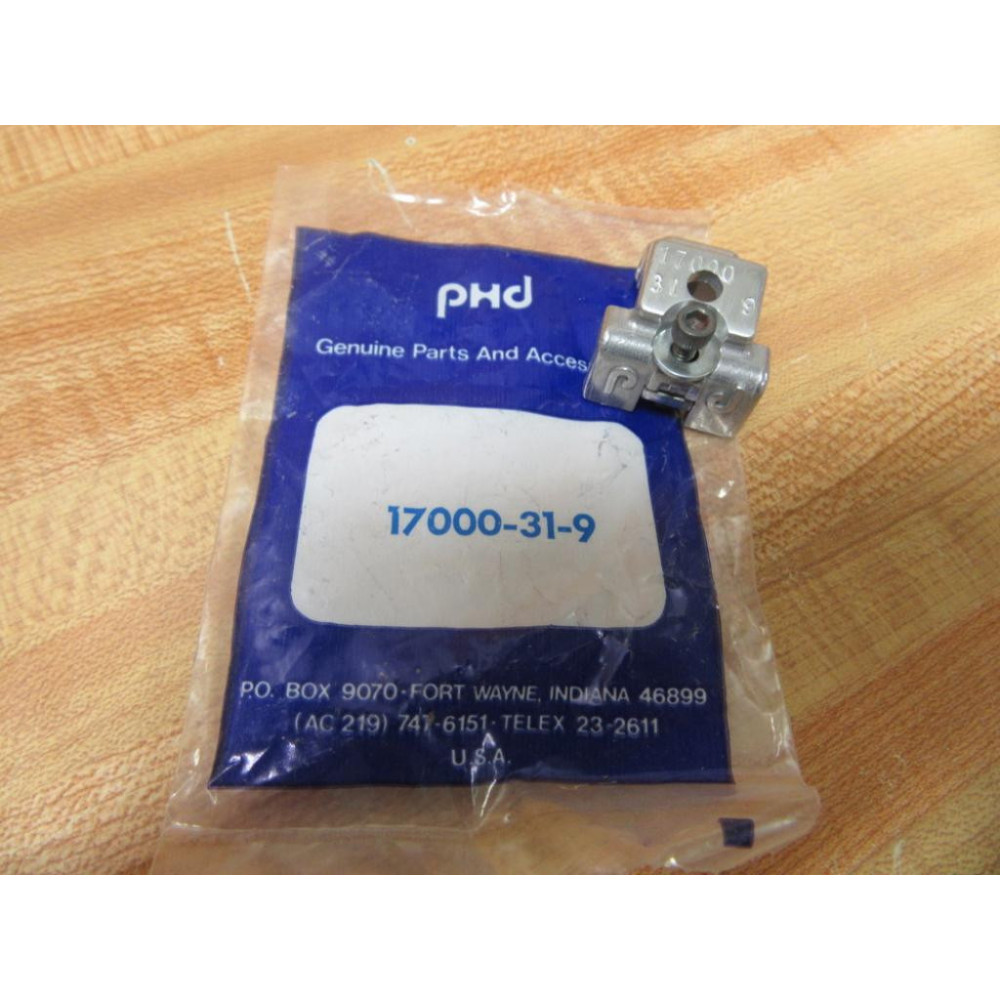 pHd
Genuine Parts And Acces
17000-31-9
P.O. BOX 9070·FORT WAYNE, INDIANA 46899
(AC 219) 747-6151·TELEX 23-2611
U.S.A.
17000
31 9
P P